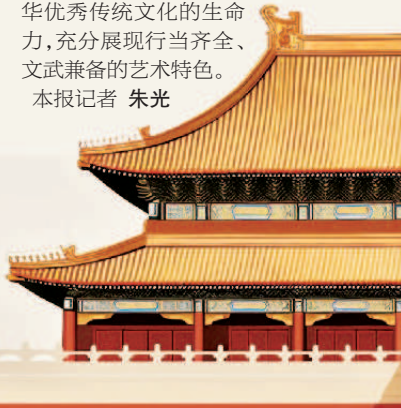 华优秀传统文化的生命
力,充分展现行当齐全、
文武兼备的艺术特色。
本报记者 朱光